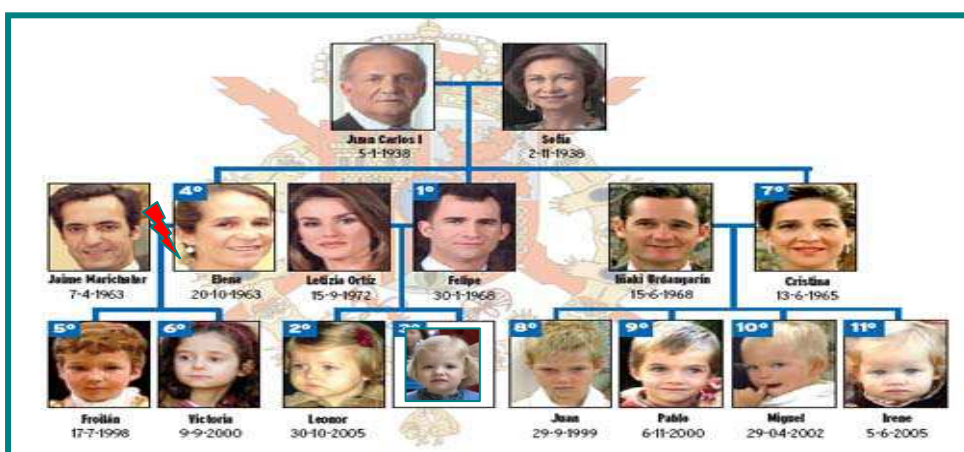 Juan Carlos I
5-1-1938
Sofía
2-11-1938
4º
1º
7º
Jaime Marichalar
7-4-1963
Elena
20-10-1963
Letizia Ortiz
15-9-1972
Felipe
30-1-1968
Iñaki Urdangarín
15-6-1968
Cristina
13-6-1965
5º
6º
2º
8º
9º
10º
11º
Froilán
17-7-1998
Victoria
9-9-2000
Leonor
30-10-2005
Juan
29-9-1999
Pablo
6-11-2000
Miguel
29-04-2002
Irene
5-6-2005